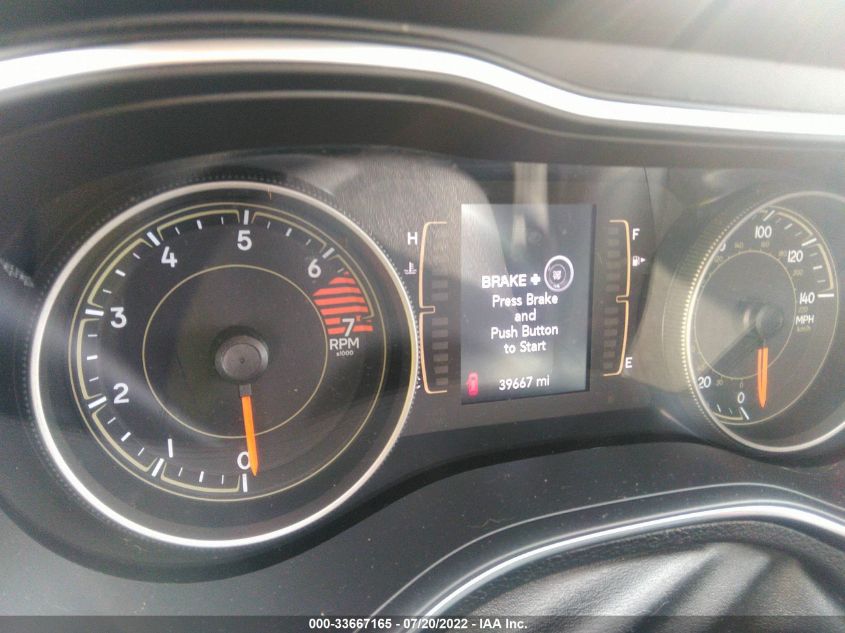 5
4
6
3
7
RPM
x1000
2
1
0
H
F
BRAKE +
Press Brake
and
Push Button
to Start
E
39667 mi
100
120
140
MPH
km/h
20
0
000-33667165 - 07/20/2022 - IAA Inc.